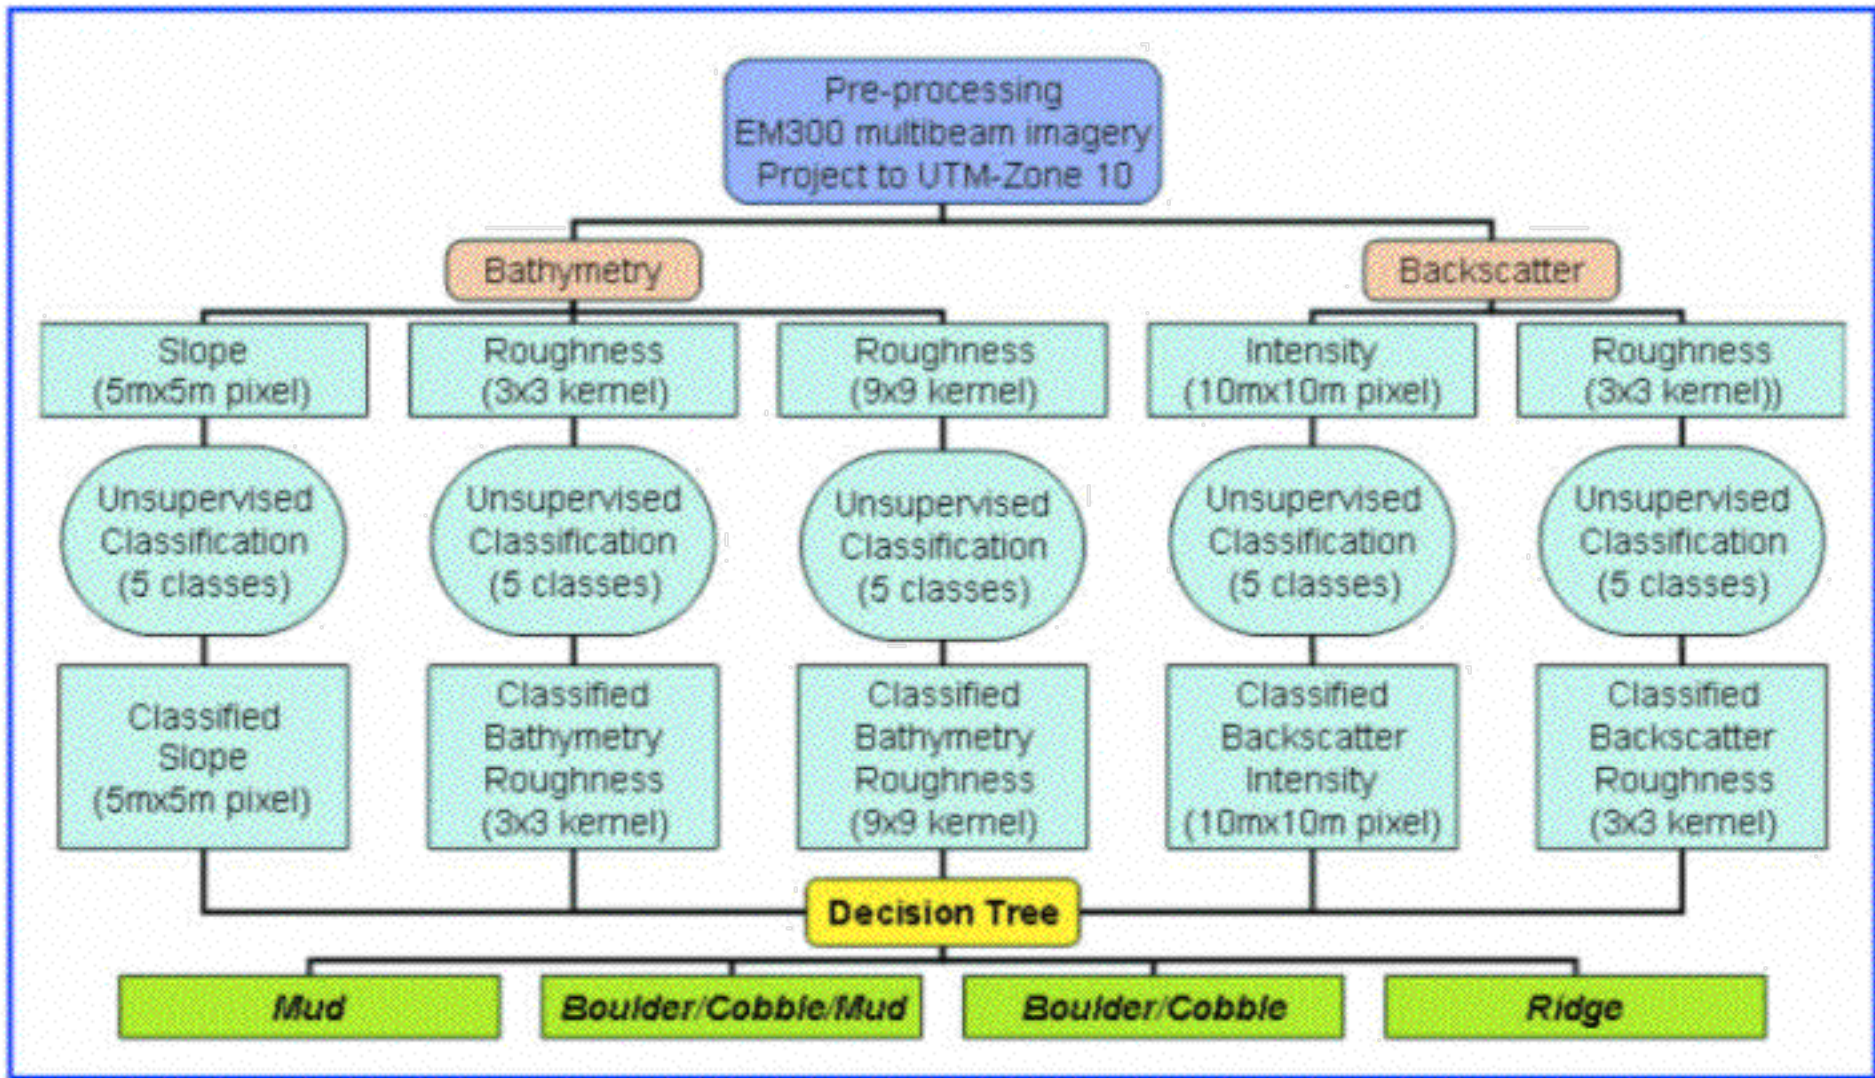 Pre-processing
EM300 multibeam imagery
Project to UTM-Zone 10
Bathymetry
Backscatter
Slope
(5mx5m pixel)
Roughness
(3x3 kernel)
Roughness
(9x9 kernel)
Intensity
(10mx10m pixel)
Roughness
(3x3 kernel))
Unsupervised
Classification
(5 classes)
Unsupervised
Classification
(5 classes)
Unsupervised
Classification
(5 classes)
Unsupervised
Classification
(5 classes)
Unsupervised
Classification
(5 classes)
Classified
Slope
(5mx5m pixel)
Classified
Bathymetry
Roughness
(3x3 kernel)
Classified
Bathymetry
Roughness
(9x9 kernel)
Classified
Backscatter
Intensity
(10mx10m pixel)
Classified
Backscatter
Roughness
(3x3 kernel)
Decision Tree
Mud
Boulder/Cobble/Mud
Boulder/Cobble
Ridge